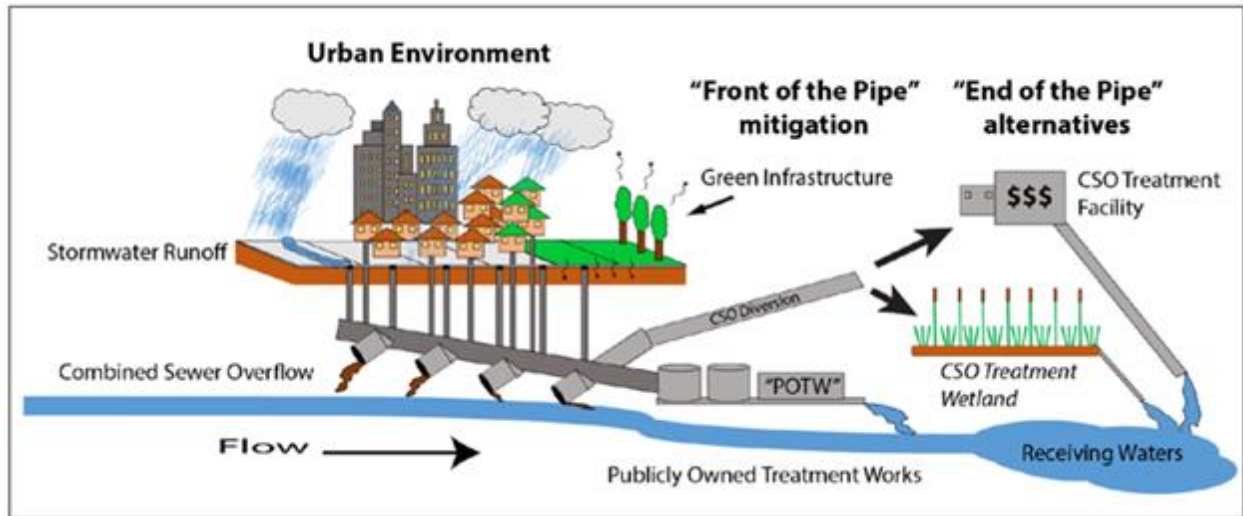 Urban Environment
"Front of the Pipe"
mitigation
"End of the Pipe"
alternatives
Green Infrastructure
$$$
CSO Treatment
Facility
Stormwater Runoff
CSO Diversion
Combined Sewer Overflow
"POTW"
CSO Treatment
Wetland
Flow
Publicly Owned Treatment Works
Receiving Waters